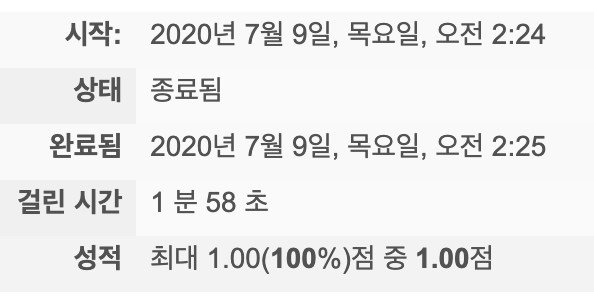 시작: 2020년 7월 9일, 목요일, 오전 2:24
상태 종료됨
완료됨 2020년 7월 9일, 목요일, 오전 2:25
걸린 시간 1 분 58 초
성적 최대 1.00(100%)점 중 1.00점